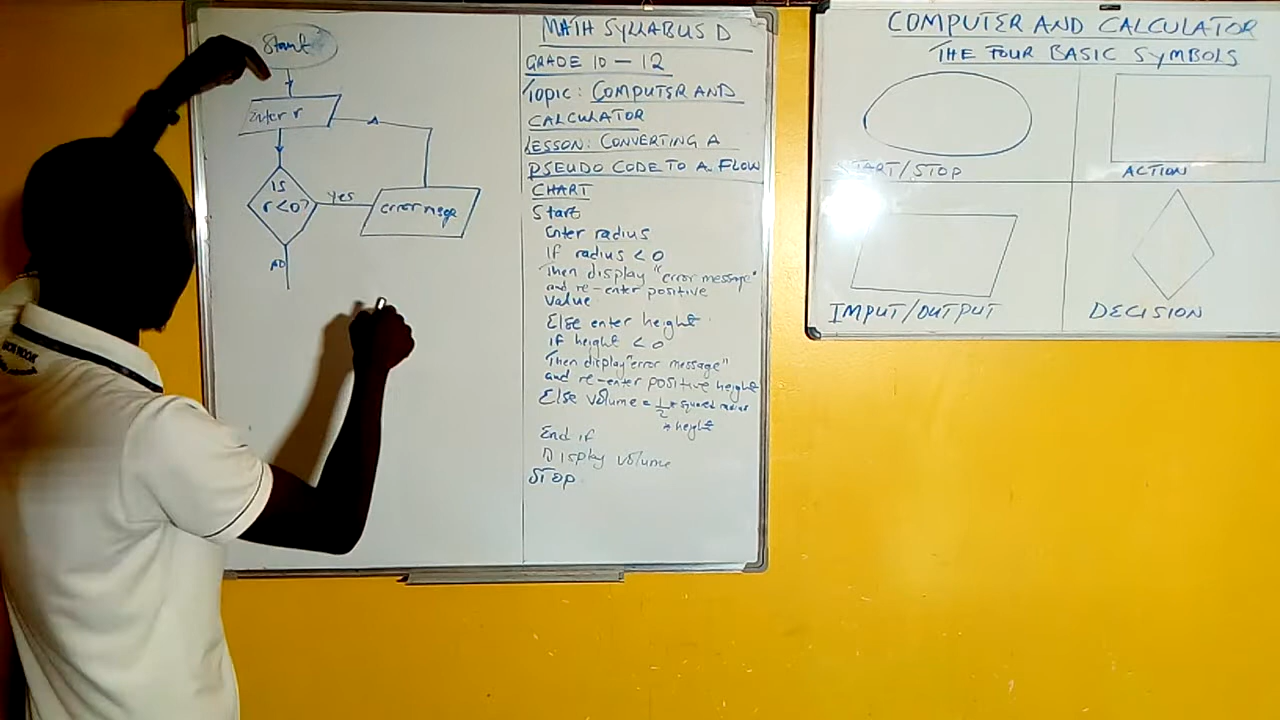 Start
Enter r
Is
r < 0?
yes
error msge
NO
MATH SYLLABUS D
GRADE 10 - 12
Topic: COMPUTER AND
CALCULATOR
LESSON: CONVERTING A
PSEUDO CODE TO A FLOW
CHART
Start
Enter radius
If radius < 0
Then display "error message"
and re-enter positive
value
Else enter height
if height < 0
Then display "error message"
and re-enter positive height
Else volume = 1/2 * squared radius
* height
End if
Display volume
STOP
COMPUTER AND CALCULATOR
THE FOUR BASIC SYMBOLS
START/STOP
ACTION
IMPUT/OUTPUT
DECISION